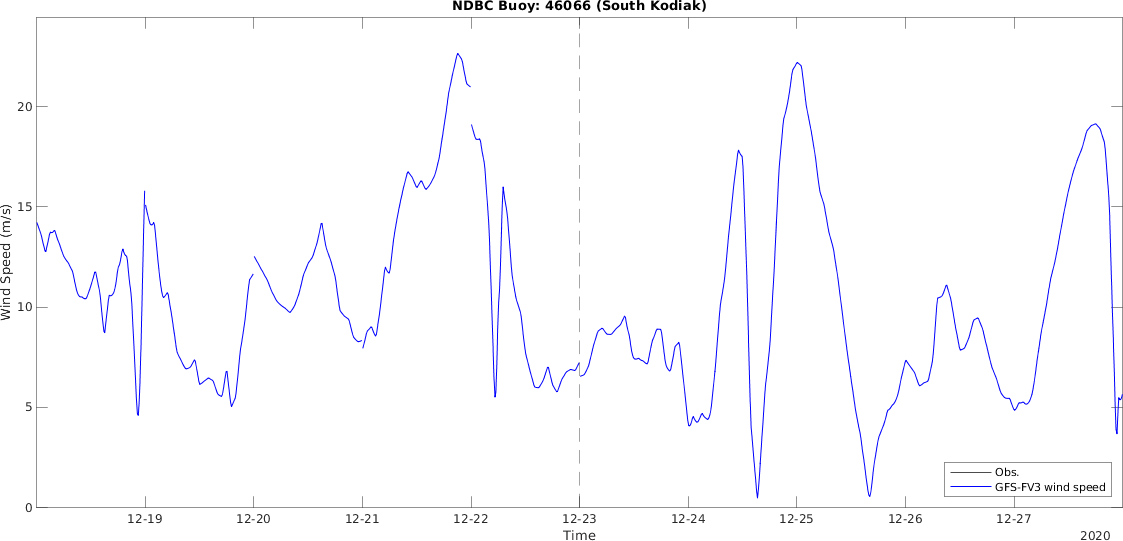 NDBC Buoy: 46066 (South Kodiak)
Wind Speed (m/s)
20
15
10
5
0
12-19 12-20 12-21 12-22 12-23 12-24 12-25 12-26 12-27
Time
2020
Obs.
GFS-FV3 wind speed